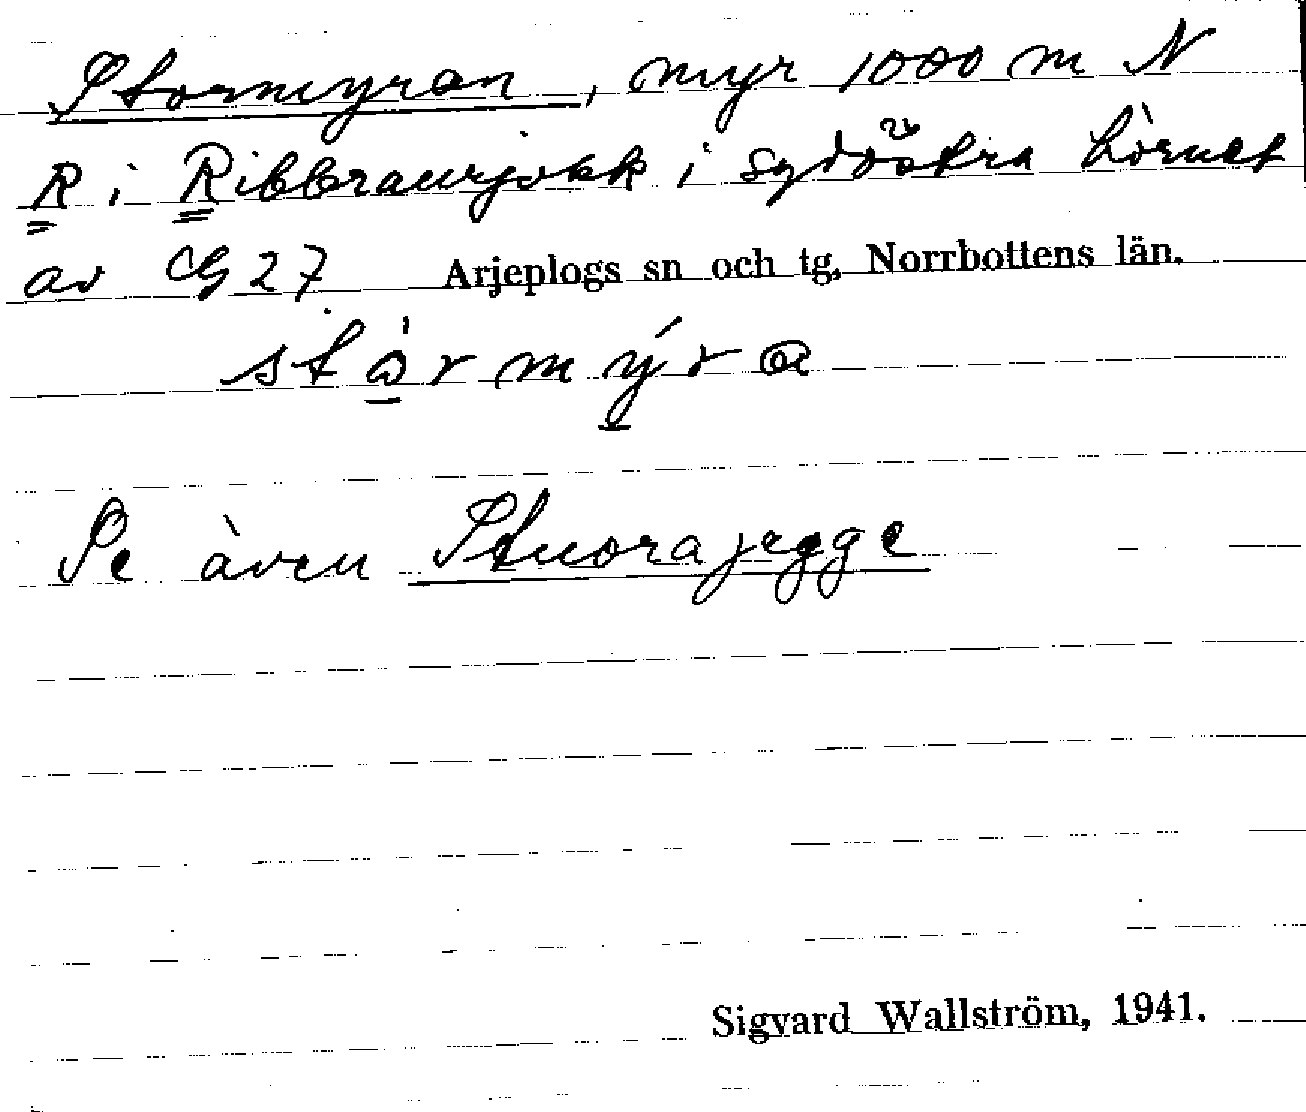 Stormyran, myr 1000 m N
R i Ribbraurjokk i sydöstra hörnet
av G 27 Arjeplogs sn och tg, Norrbottens län.
stårmýra
Se även Stuorajegge
Sigvard Wallström, 1941.